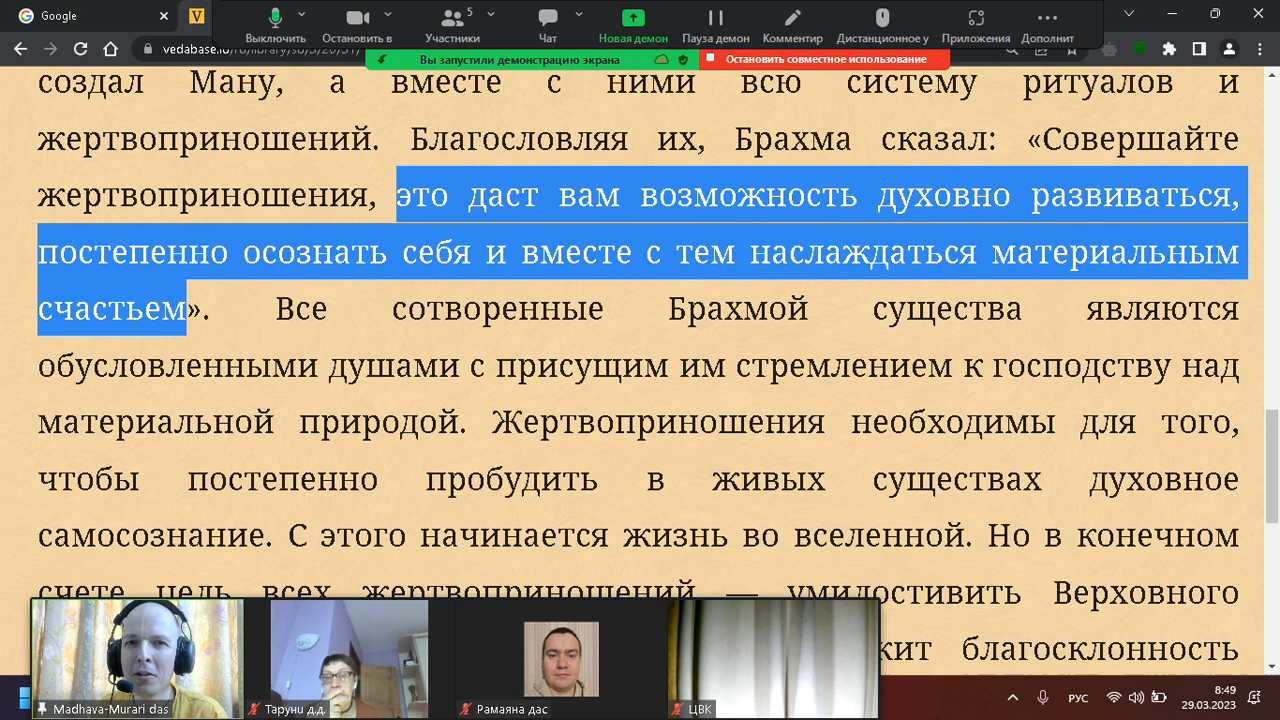 Google
Выключить
Остановить в
Участники
5
Чат
Новая демон
Пауза демон
Комментир
Дистанционное у
Приложения
Дополнит
Вы запустили демонстрацию экрана
Остановить совместное использование
создал Ману, а вместе с ними всю систему ритуалов и
жертвоприношений. Благословляя их, Брахма сказал: «Совершайте
жертвоприношения, это даст вам возможность духовно развиваться,
постепенно осознать себя и вместе с тем наслаждаться материальным
счастьем». Все сотворенные Брахмой существа являются
обусловленными душами с присущим им стремлением к господству над
материальной природой. Жертвоприношения необходимы для того,
чтобы постепенно пробудить в живых существах духовное
самосознание. С этого начинается жизнь во вселенной. Но в конечном
счете цель всех жертвоприношений — умилостивить Верховного
благосклонность
Madhava-Murari das
Таруни д.д.
Рамаяна дас
ЦВК
РУС
8:49
29.03.2023